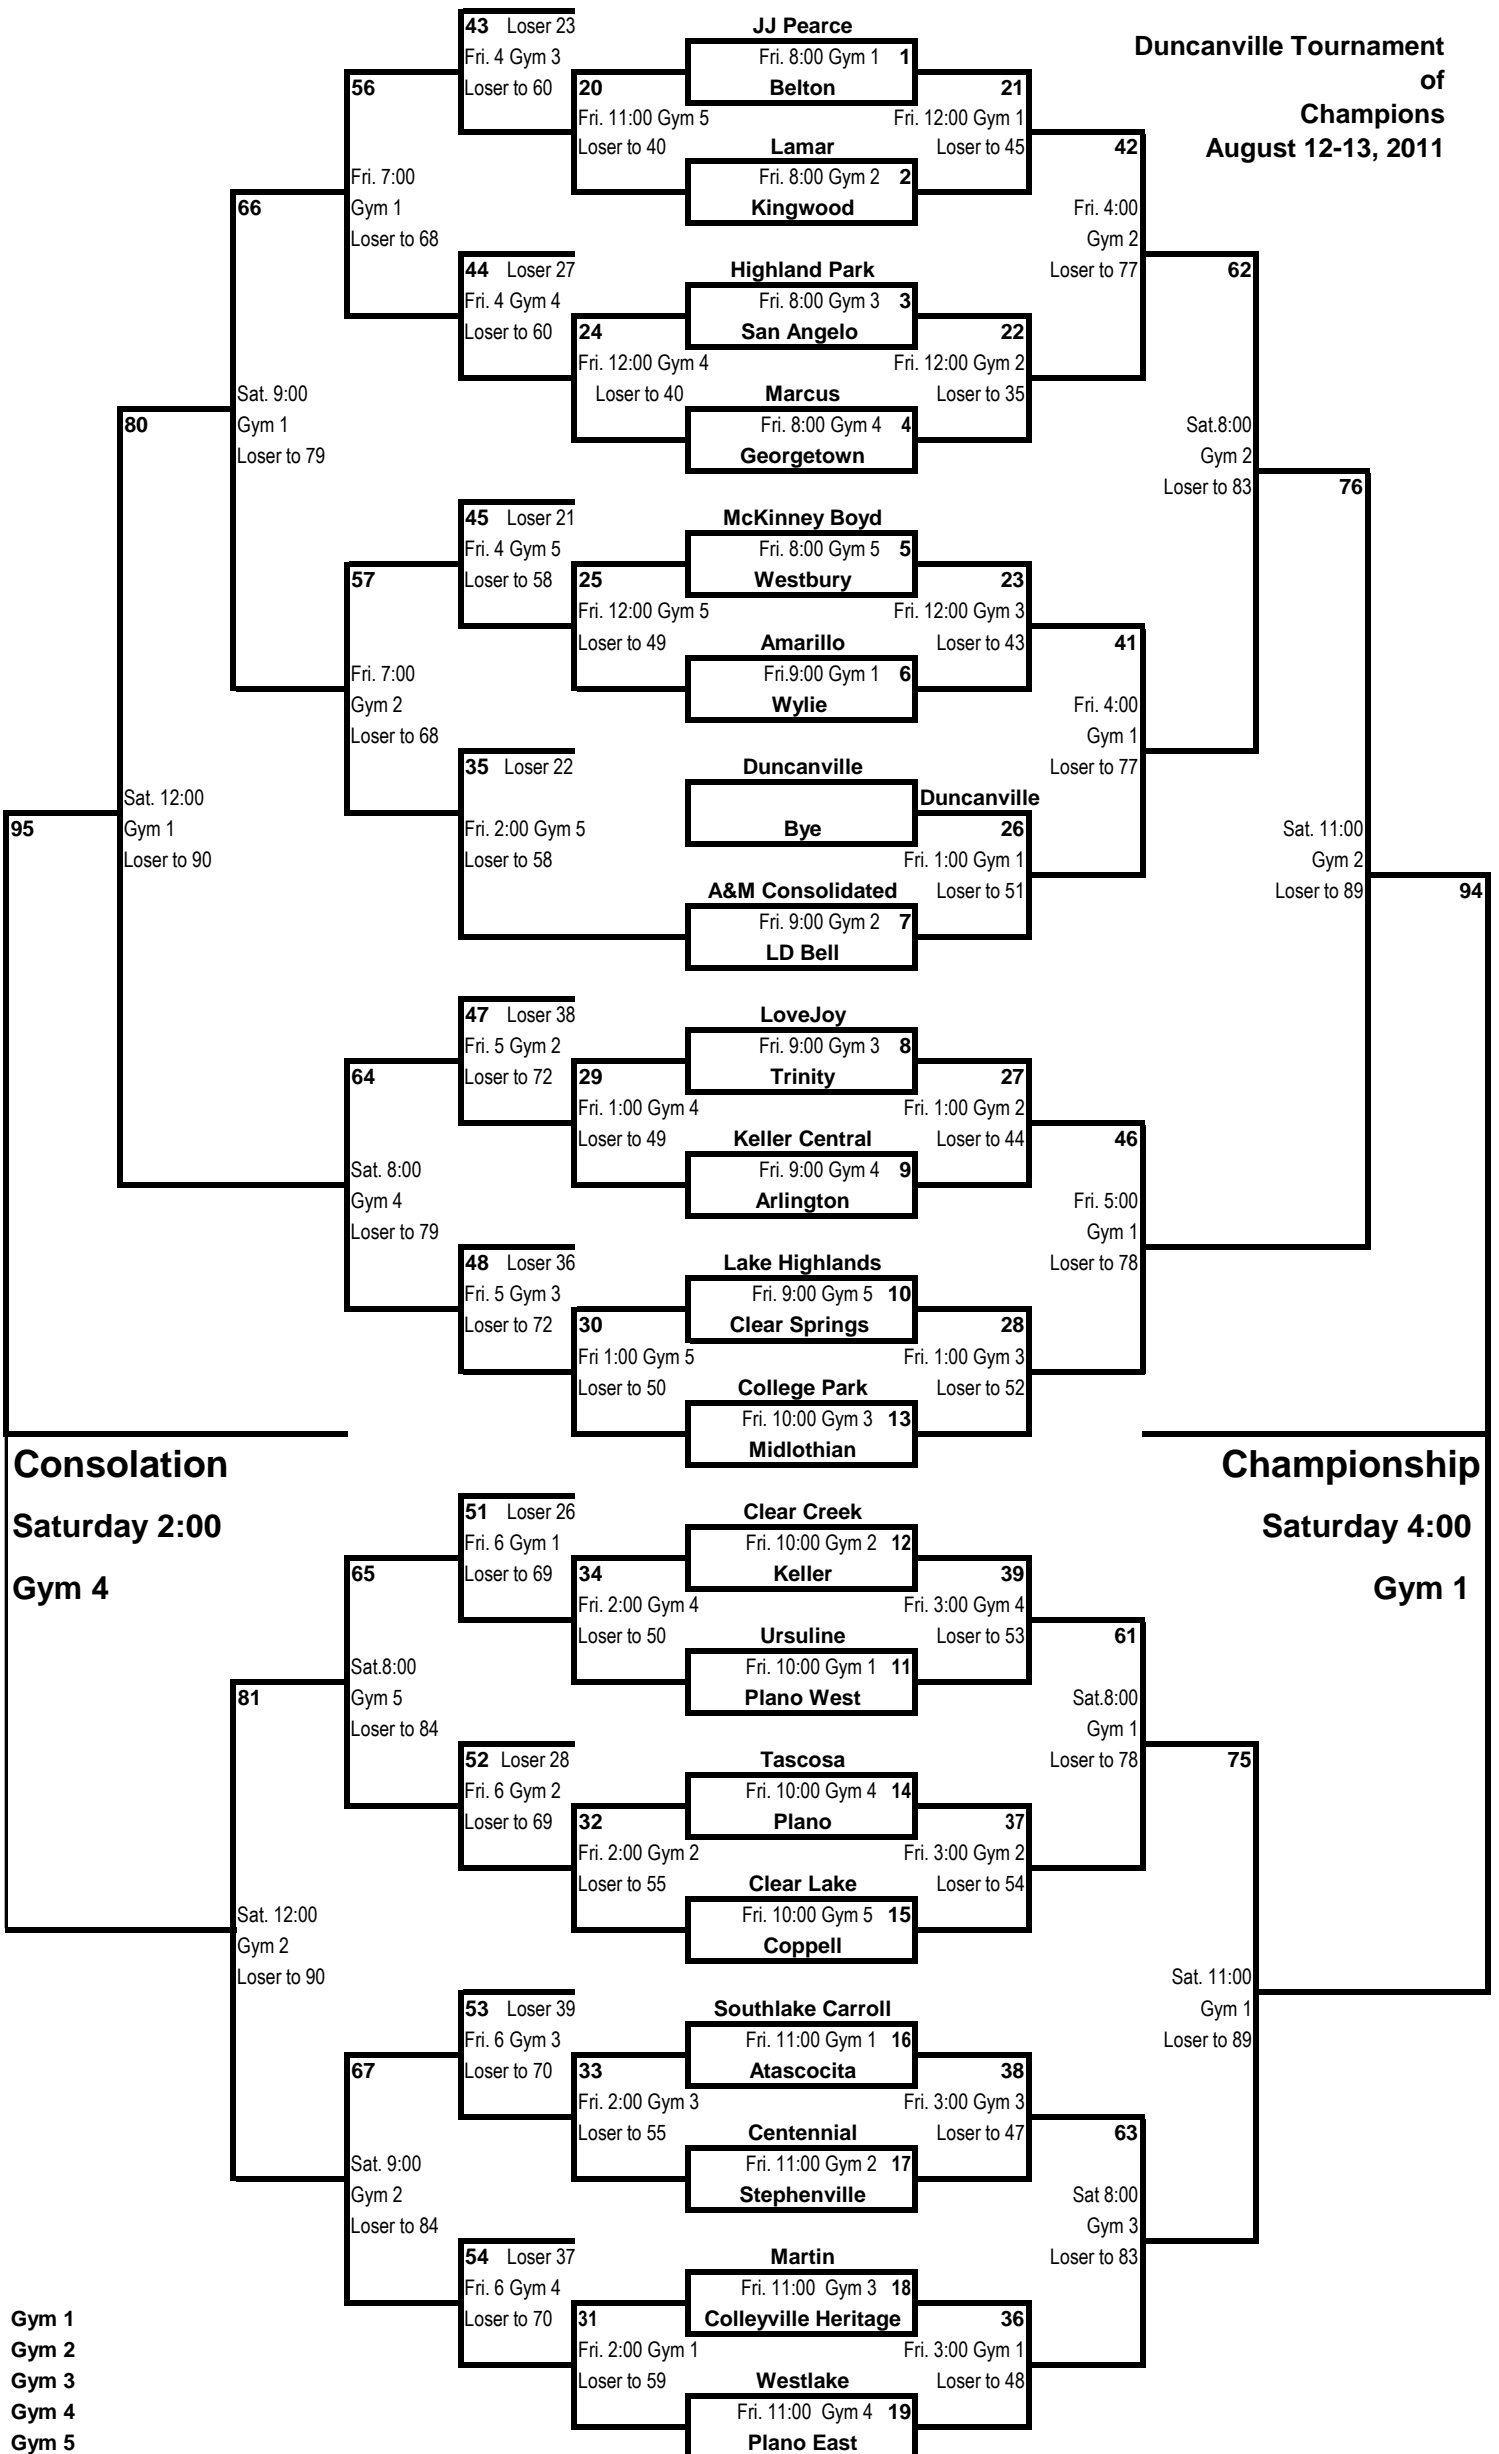 43 Loser 23 JJ Pearce
Fri. 4 Gym 3 Fri. 8:00 Gym 1 1 Duncanville Tournament
56 Loser to 60 20 Belton 21 of
Fri. 11:00 Gym 5 Fri. 12:00 Gym 1 Champions
Loser to 40 Lamar Loser to 45 42 August 12-13, 2011
Fri. 7:00 Fri. 8:00 Gym 2 2
66 Gym 1 Kingwood Fri. 4:00
Loser to 68 Gym 2
44 Loser 27 Highland Park Loser to 77 62
Fri. 4 Gym 4 Fri. 8:00 Gym 3 3
Loser to 60 24 San Angelo 22
Fri. 12:00 Gym 4 Fri. 12:00 Gym 2
Sat. 9:00 Loser to 40 Marcus Loser to 35
80 Gym 1 Fri. 8:00 Gym 4 4 Sat.8:00
Loser to 79 Georgetown Gym 2
Loser to 83 76
45 Loser 21 McKinney Boyd
Fri. 4 Gym 5 Fri. 8:00 Gym 5 5
57 Loser to 58 25 Westbury 23
Fri. 12:00 Gym 5 Fri. 12:00 Gym 3
Loser to 49 Amarillo Loser to 43 41
Fri. 7:00 Fri.9:00 Gym 1 6
Gym 2 Wylie Fri. 4:00
Loser to 68 Gym 1
35 Loser 22 Duncanville Loser to 77
Sat. 12:00 Duncanville
95 Gym 1 Fri. 2:00 Gym 5 Bye 26 Sat. 11:00
Loser to 90 Loser to 58 Fri. 1:00 Gym 1 Gym 2
A&M Consolidated Loser to 51 Loser to 89 94
Fri. 9:00 Gym 2 7
LD Bell
47 Loser 38 LoveJoy
Fri. 5 Gym 2 Fri. 9:00 Gym 3 8
64 Loser to 72 29 Trinity 27
Fri. 1:00 Gym 4 Fri. 1:00 Gym 2
Loser to 49 Keller Central Loser to 44 46
Sat. 8:00 Fri. 9:00 Gym 4 9
Gym 4 Arlington Fri. 5:00
Loser to 79 Gym 1
48 Loser 36 Lake Highlands Loser to 78
Fri. 5 Gym 3 Fri. 9:00 Gym 5 10
Loser to 72 30 Clear Springs 28
Fri 1:00 Gym 5 Fri. 1:00 Gym 3
Loser to 50 College Park Loser to 52
Fri. 10:00 Gym 3 13
Consolation Midlothian Championship
51 Loser 26 Clear Creek
Saturday 2:00 Fri. 6 Gym 1 Fri. 10:00 Gym 2 12 Saturday 4:00
Gym 4 65 Loser to 69 34 Keller 39 Gym 1
Fri. 2:00 Gym 4 Fri. 3:00 Gym 4
Loser to 50 Ursuline Loser to 53 61
Sat.8:00 Fri. 10:00 Gym 1 11
81 Gym 5 Plano West Sat.8:00
Loser to 84 Gym 1
52 Loser 28 Tascosa Loser to 78 75
Fri. 6 Gym 2 Fri. 10:00 Gym 4 14
Loser to 69 32 Plano 37
Fri. 2:00 Gym 2 Fri. 3:00 Gym 2
Loser to 55 Clear Lake Loser to 54
Sat. 12:00 Fri. 10:00 Gym 5 15
Gym 2 Coppell
Loser to 90 Sat. 11:00
53 Loser 39 Southlake Carroll Gym 1
Fri. 6 Gym 3 Fri. 11:00 Gym 1 16 Loser to 89
67 Loser to 70 33 Atascocita 38
Fri. 2:00 Gym 3 Fri. 3:00 Gym 3
Loser to 55 Centennial Loser to 47 63
Sat. 9:00 Fri. 11:00 Gym 2 17
Gym 2 Stephenville Sat 8:00
Loser to 84 Gym 3
54 Loser 37 Martin Loser to 83
Fri. 6 Gym 4 Fri. 11:00 Gym 3 18
Gym 1 Loser to 70 31 Colleyville Heritage 36
Gym 2 Fri. 2:00 Gym 1 Fri. 3:00 Gym 1
Gym 3 Loser to 59 Westlake Loser to 48
Gym 4 Fri. 11:00 Gym 4 19
Gym 5 Plano East